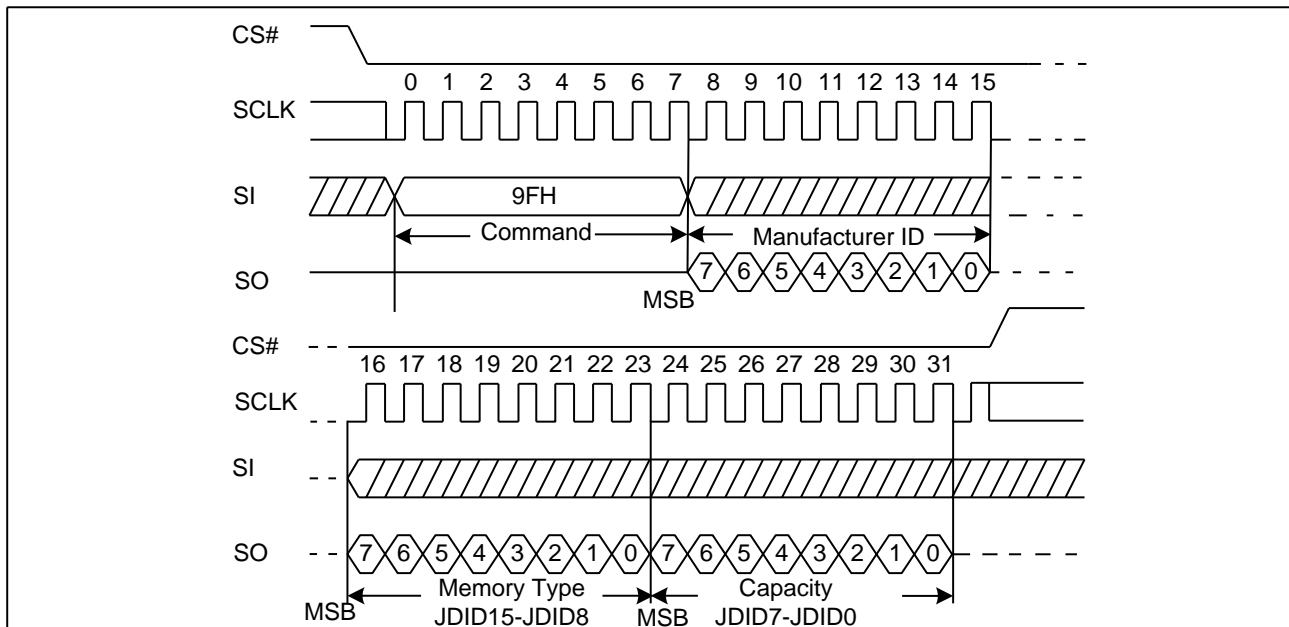 CS#
0 1 2 3 4 5 6 7 8 9 10 11 12 13 14 15
SCLK
SI 9FH
Command Manufacturer ID
SO 7 6 5 4 3 2 1 0
MSB
CS#
16 17 18 19 20 21 22 23 24 25 26 27 28 29 30 31
SCLK
SI
SO 7 6 5 4 3 2 1 0 7 6 5 4 3 2 1 0
Memory Type Capacity
MSB JDID15-JDID8 MSB JDID7-JDID0